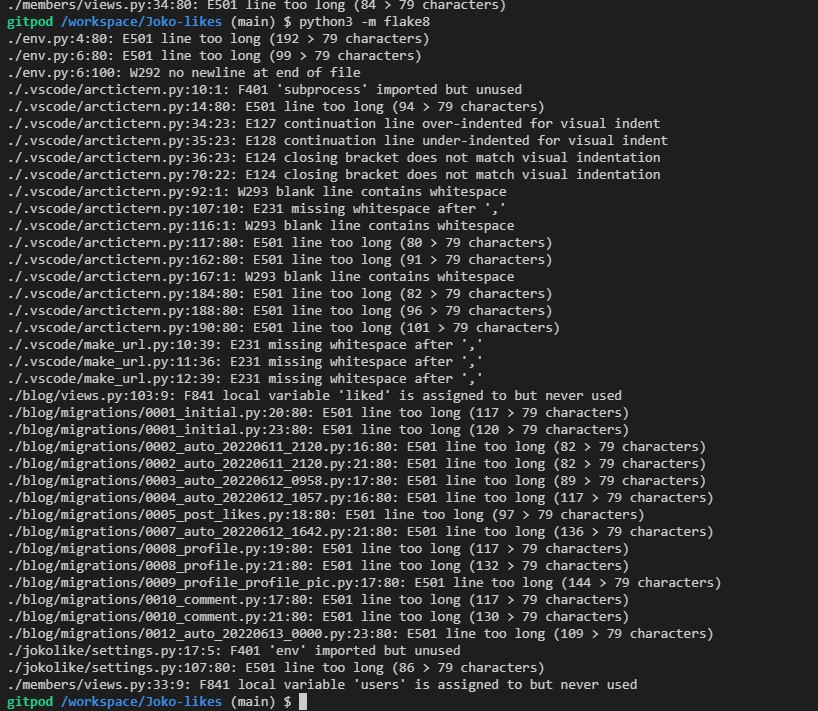 ./members/views.py:34:80: E501 line too long (84 > 79 characters)
gitpod /workspace/Joko-likes (main) $ python3 -m flake8
./env.py:4:80: E501 line too long (192 > 79 characters)
./env.py:6:80: E501 line too long (99 > 79 characters)
./env.py:6:100: W292 no newline at end of file
./.vscode/arctictern.py:10:1: F401 'subprocess' imported but unused
./.vscode/arctictern.py:14:80: E501 line too long (94 > 79 characters)
./.vscode/arctictern.py:34:23: E127 continuation line over-indented for visual indent
./.vscode/arctictern.py:35:23: E128 continuation line under-indented for visual indent
./.vscode/arctictern.py:36:23: E124 closing bracket does not match visual indentation
./.vscode/arctictern.py:70:22: E124 closing bracket does not match visual indentation
./.vscode/arctictern.py:92:1: W293 blank line contains whitespace
./.vscode/arctictern.py:107:10: E231 missing whitespace after ','
./.vscode/arctictern.py:116:1: W293 blank line contains whitespace
./.vscode/arctictern.py:117:80: E501 line too long (80 > 79 characters)
./.vscode/arctictern.py:162:80: E501 line too long (91 > 79 characters)
./.vscode/arctictern.py:167:1: W293 blank line contains whitespace
./.vscode/arctictern.py:184:80: E501 line too long (82 > 79 characters)
./.vscode/arctictern.py:188:80: E501 line too long (96 > 79 characters)
./.vscode/arctictern.py:190:80: E501 line too long (101 > 79 characters)
./.vscode/make_url.py:10:39: E231 missing whitespace after ','
./.vscode/make_url.py:11:36: E231 missing whitespace after ','
./.vscode/make_url.py:12:39: E231 missing whitespace after ','
./blog/views.py:103:9: F841 local variable 'liked' is assigned to but never used
./blog/migrations/0001_initial.py:20:80: E501 line too long (117 > 79 characters)
./blog/migrations/0001_initial.py:23:80: E501 line too long (120 > 79 characters)
./blog/migrations/0002_auto_20220611_2120.py:16:80: E501 line too long (82 > 79 characters)
./blog/migrations/0002_auto_20220611_2120.py:21:80: E501 line too long (82 > 79 characters)
./blog/migrations/0003_auto_20220612_0958.py:17:80: E501 line too long (89 > 79 characters)
./blog/migrations/0004_auto_20220612_1057.py:16:80: E501 line too long (117 > 79 characters)
./blog/migrations/0005_post_likes.py:18:80: E501 line too long (97 > 79 characters)
./blog/migrations/0007_auto_20220612_1642.py:21:80: E501 line too long (136 > 79 characters)
./blog/migrations/0008_profile.py:19:80: E501 line too long (117 > 79 characters)
./blog/migrations/0008_profile.py:21:80: E501 line too long (132 > 79 characters)
./blog/migrations/0009_profile_profile_pic.py:17:80: E501 line too long (144 > 79 characters)
./blog/migrations/0010_comment.py:17:80: E501 line too long (117 > 79 characters)
./blog/migrations/0010_comment.py:21:80: E501 line too long (130 > 79 characters)
./blog/migrations/0012_auto_20220613_0000.py:23:80: E501 line too long (109 > 79 characters)
./jokolike/settings.py:17:5: F401 'env' imported but unused
./jokolike/settings.py:107:80: E501 line too long (86 > 79 characters)
./members/views.py:33:9: F841 local variable 'users' is assigned to but never used
gitpod /workspace/Joko-likes (main) $